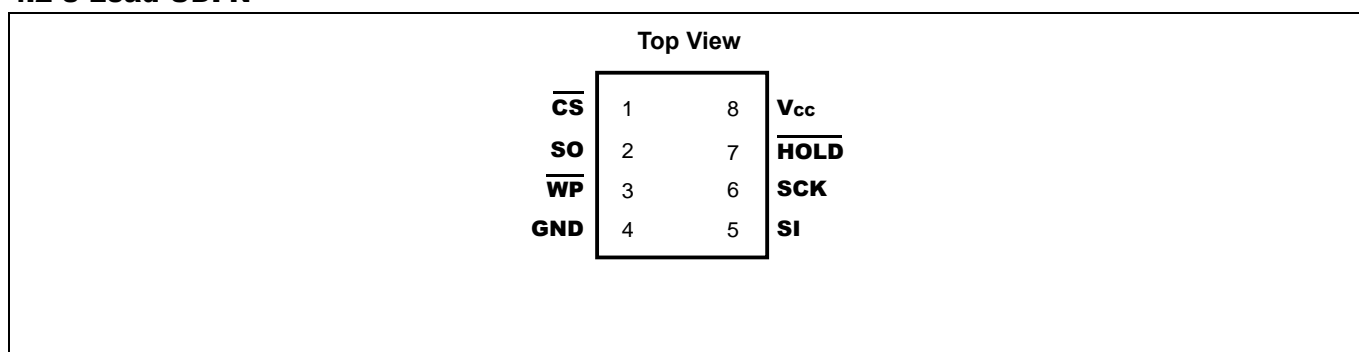 Top View
CS 1 8 Vcc
SO 2 7 HOLD
WP 3 6 SCK
GND 4 5 SI